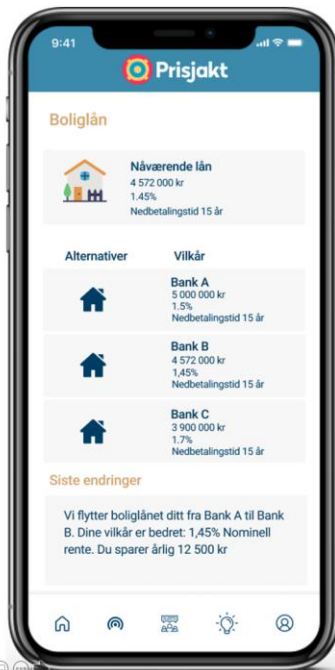 9:41
Prisjakt
Boliglån
Nåværende lån
4 572 000 kr
1.45%
Nedbetalingstid 15 år
Alternativer Vilkår
Bank A
5 000 000 kr
1.5%
Nedbetalingstid 15 år
Bank B
4 572 000 kr
1,45%
Nedbetalingstid 15 år
Bank C
3 900 000 kr
1.7%
Nedbetalingstid 15 år
Siste endringer
Vi flytter boliglånet ditt fra Bank A til Bank
B. Dine vilkår er bedret: 1,45% Nominell
rente. Du sparer årlig 12 500 kr